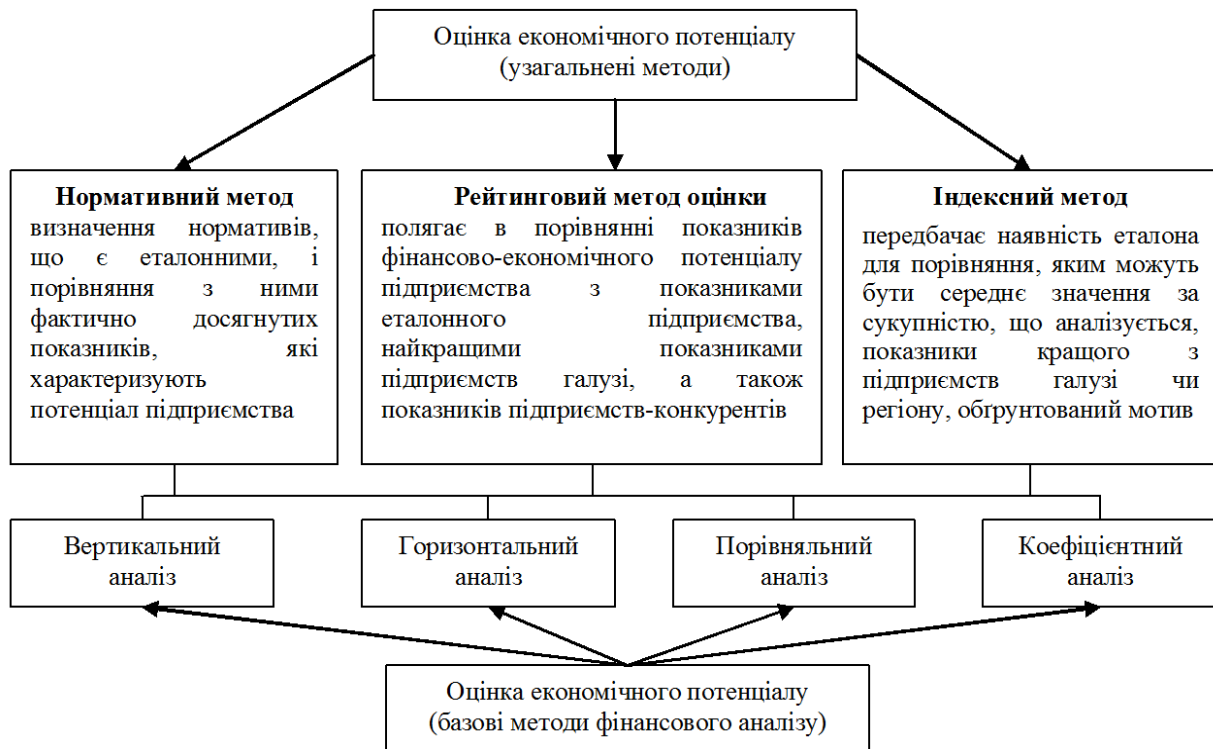 Оцінка економічного потенціалу
(узагальнені методи)
Нормативний метод
визначення нормативів,
що є еталонними, і
порівняння з ними
фактично досягнутих
показників, які
характеризують
потенціал підприємства
Рейтинговий метод оцінки
полягає в порівнянні показників
фінансово-економічного потенціалу
підприємства з показниками
еталонного підприємства,
найкращими показниками
підприємств галузі, а також
показників підприємств-конкурентів
Індексний метод
передбачає наявність еталона
для порівняння, яким можуть
бути середнє значення за
сукупністю, що аналізується,
показники кращого з
підприємств галузі чи
регіону, обґрунтований мотив
Вертикальний
аналіз
Горизонтальний
аналіз
Порівняльний
аналіз
Коефіцієнтний
аналіз
Оцінка економічного потенціалу
(базові методи фінансового аналізу)